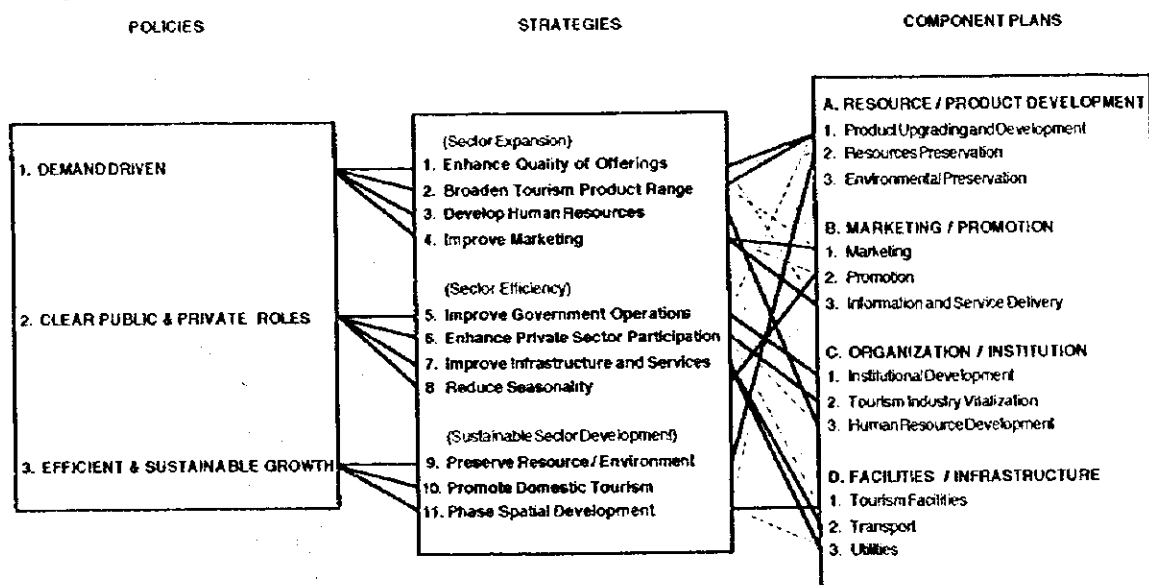 POLICIES
STRATEGIES
COMPONENT PLANS
1. DEMAND DRIVEN
2. CLEAR PUBLIC & PRIVATE ROLES
3. EFFICIENT & SUSTAINABLE GROWTH
(Sector Expansion)
1. Enhance Quality of Offerings
2. Broaden Tourism Product Range
3. Develop Human Resources
4. Improve Marketing
(Sector Efficiency)
5. Improve Government Operations
6. Enhance Private Sector Participation
7. Improve Infrastructure and Services
8 Reduce Seasonality
(Sustainable Sector Development)
9. Preserve Resource / Environment
10. Promote Domestic Tourism
11. Phase Spatial Development
A. RESOURCE / PRODUCT DEVELOPMENT
1. Product Upgrading and Development
2. Resources Preservation
3. Environmental Preservation
B. MARKETING / PROMOTION
1. Marketing
2. Promotion
3. Information and Service Delivery
C. ORGANIZATION / INSTITUTION
1. Institutional Development
2. Tourism Industry Vitalization
3. Human Resource Development
D. FACILITIES / INFRASTRUCTURE
1. Tourism Facilities
2. Transport
3. Utilities